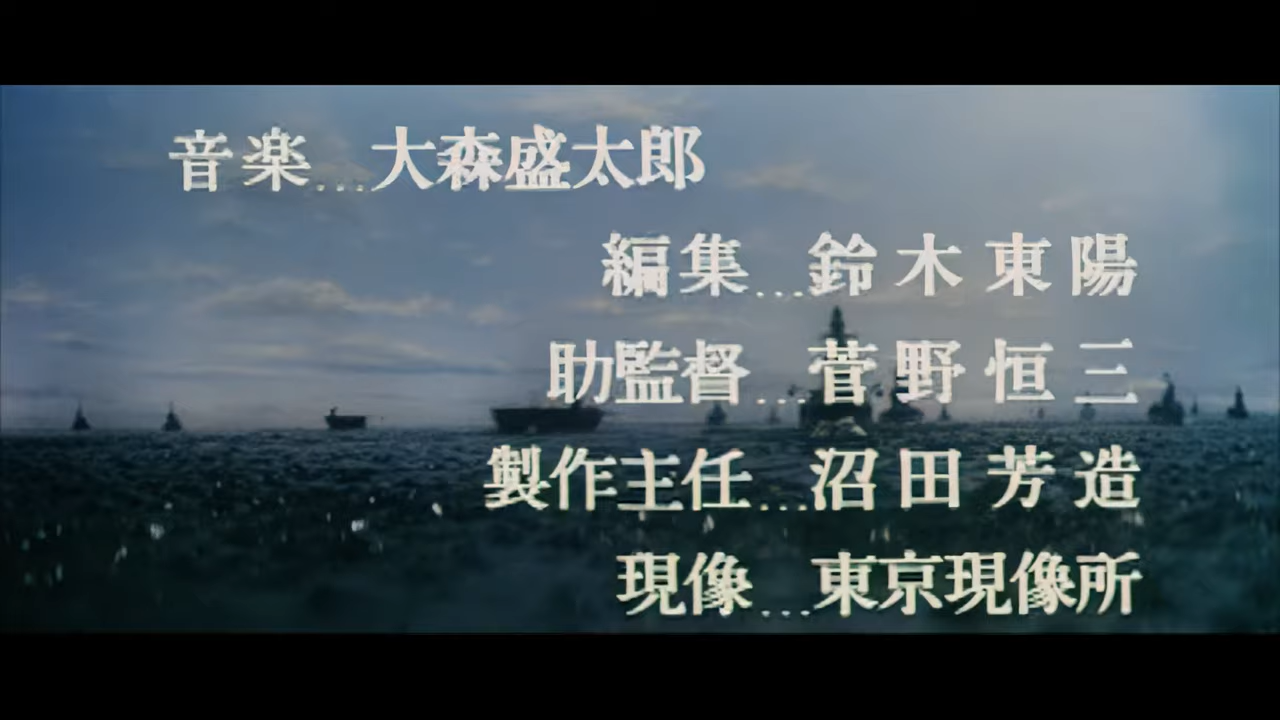 音楽...大森盛太郎
編集...鈴木東陽
助監督...菅野恒三
製作主任...沼田芳造
現像...東京現像所